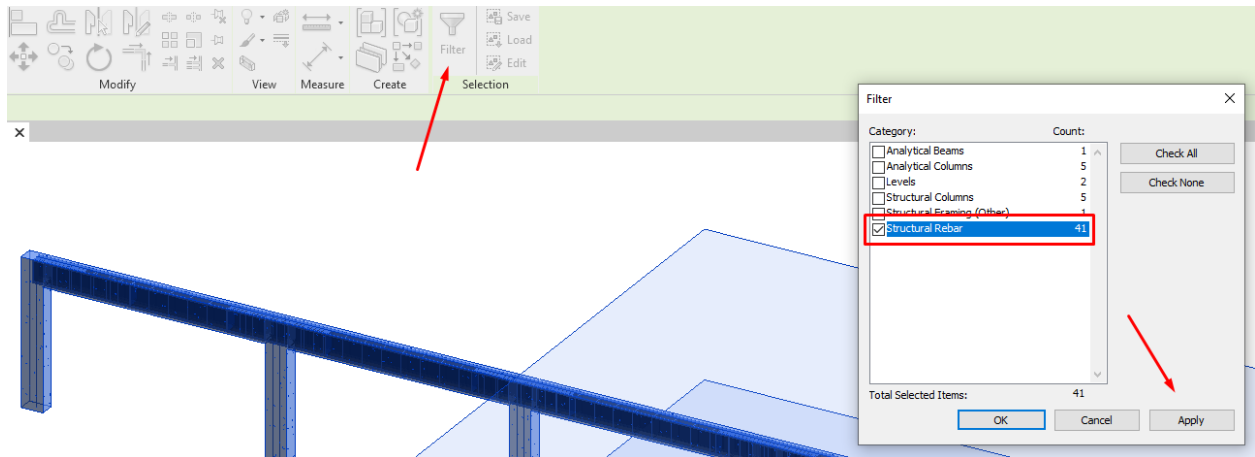 Save
Load
Filter
Edit
Modify
View
Measure
Create
Selection
Filter
Category:
Count:
Analytical Beams 1
Analytical Columns 5
Levels 2
Structural Columns 5
Structural Framing (Other) 1
Structural Rebar 41
Check All
Check None
Total Selected Items: 41
OK
Cancel
Apply